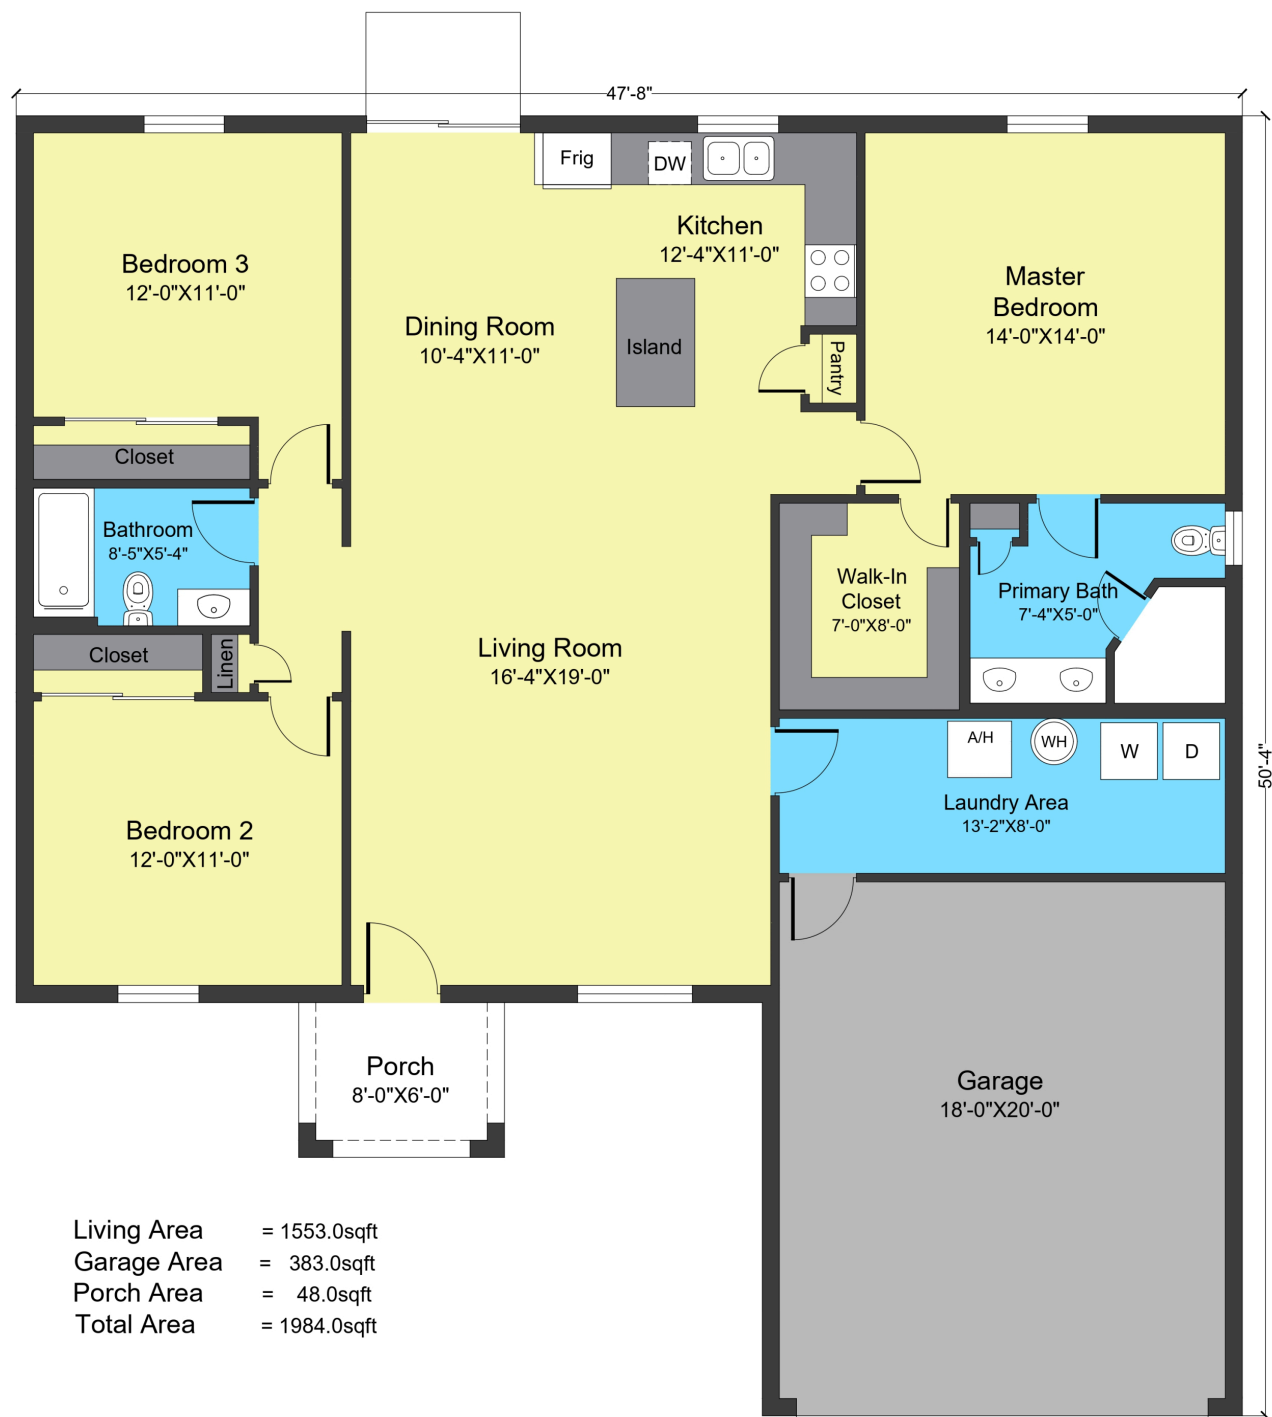 47'-8"
Frig
DW
Kitchen
12'-4"X11'-0"
Bedroom 3
12'-0"X11'-0"
Master
Bedroom
14'-0"X14'-0"
Dining Room
10'-4"X11'-0"
Island
Pantry
Closet
Bathroom
8'-5"X5'-4"
Walk-In
Closet
7'-0"X8'-0"
Primary Bath
7'-4"X5'-0"
Closet
Linen
Living Room
16'-4"X19'-0"
A/H
WH
W
D
50'-4"
Laundry Area
13'-2"X8'-0"
Bedroom 2
12'-0"X11'-0"
Porch
8'-0"X6'-0"
Garage
18'-0"X20'-0"
Living Area = 1553.0sqft
Garage Area = 383.0sqft
Porch Area = 48.0sqft
Total Area = 1984.0sqft